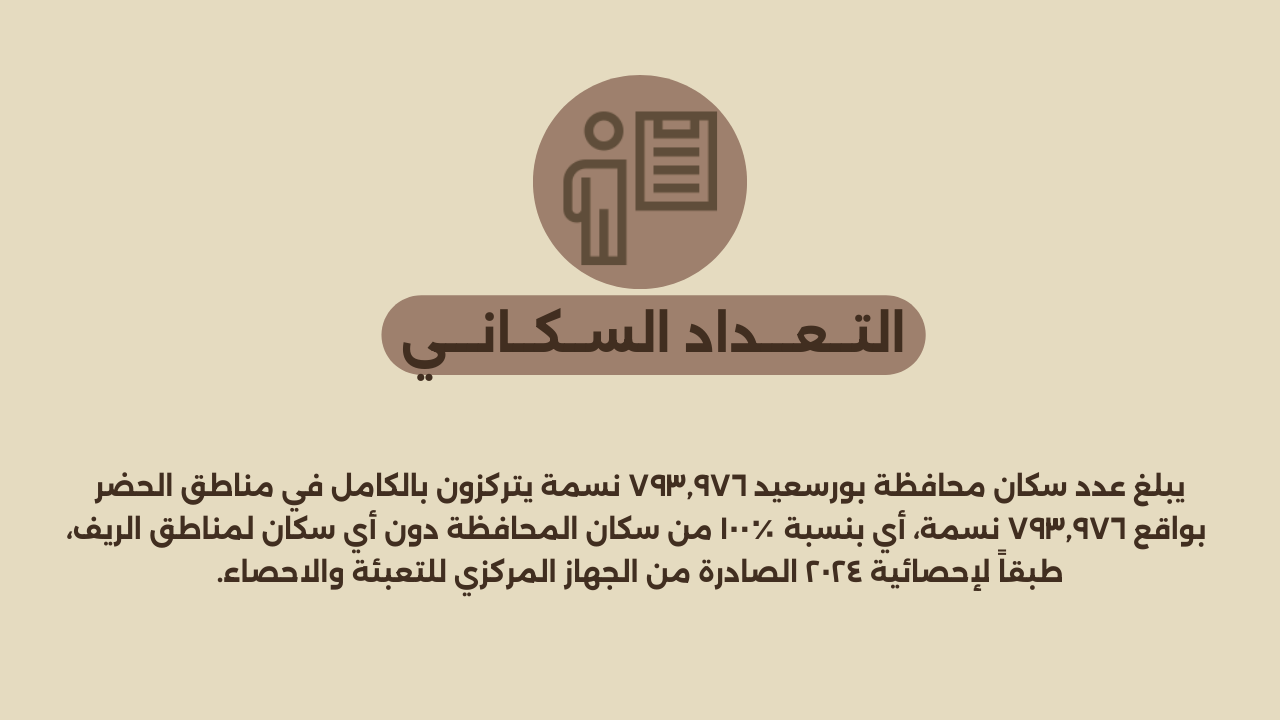 التــعــداد الســكــانــي
يبلغ عدد سكان محافظة بورسعيد ٧٩٣,٩٧٦ نسمة يتركزون بالكامل في مناطق الحضر
بواقع ٧٩٣,٩٧٦ نسمة، أي بنسبة ١٠٠٪ من سكان المحافظة دون أي سكان لمناطق الريف،
طبقاً لإحصائية ٢٠٢٤ الصادرة من الجهاز المركزي للتعبئة والاحصاء.